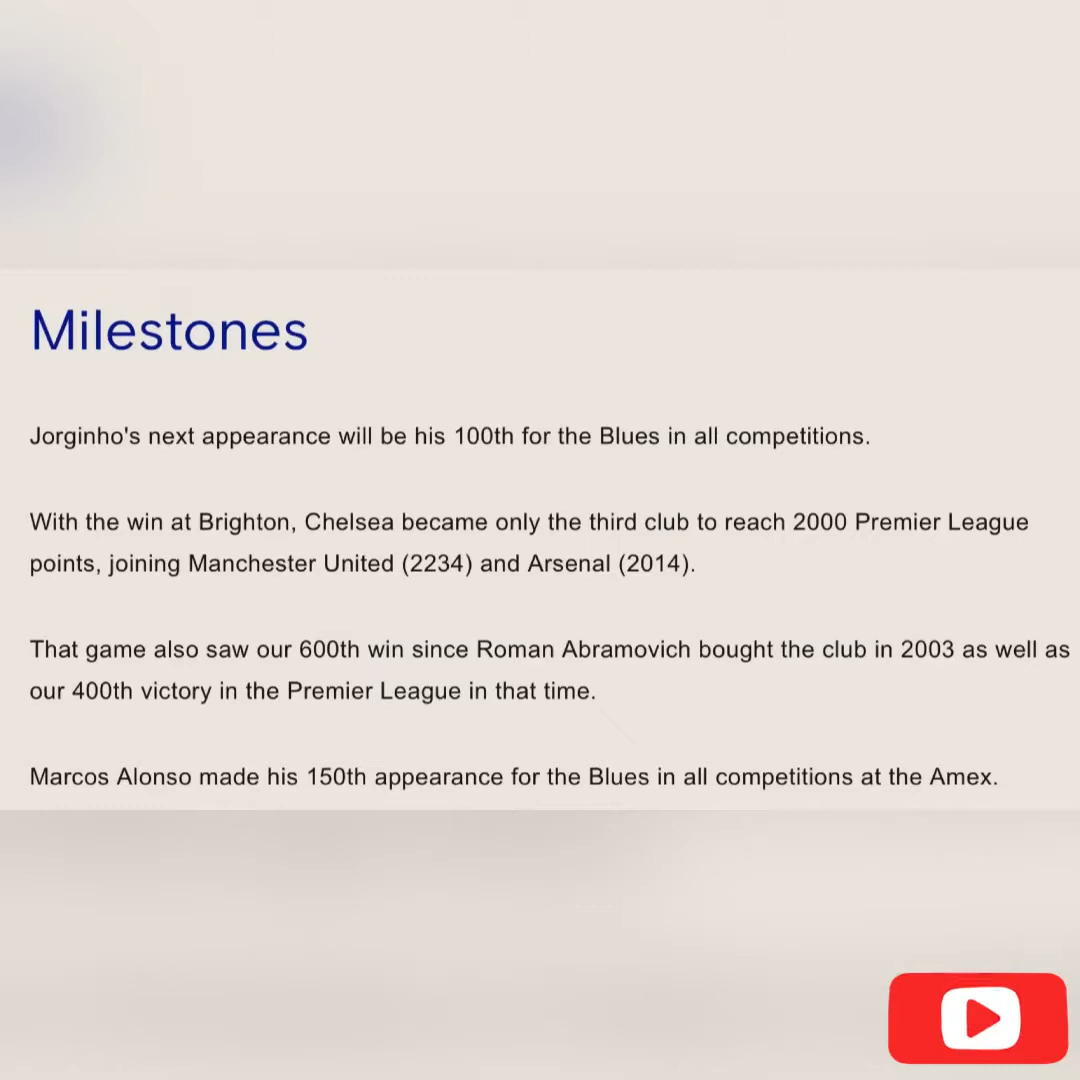 Milestones
Jorginho's next appearance will be his 100th for the Blues in all competitions.
With the win at Brighton, Chelsea became only the third club to reach 2000 Premier League
points, joining Manchester United (2234) and Arsenal (2014).
That game also saw our 600th win since Roman Abramovich bought the club in 2003 as well as
our 400th victory in the Premier League in that time.
Marcos Alonso made his 150th appearance for the Blues in all competitions at the Amex.